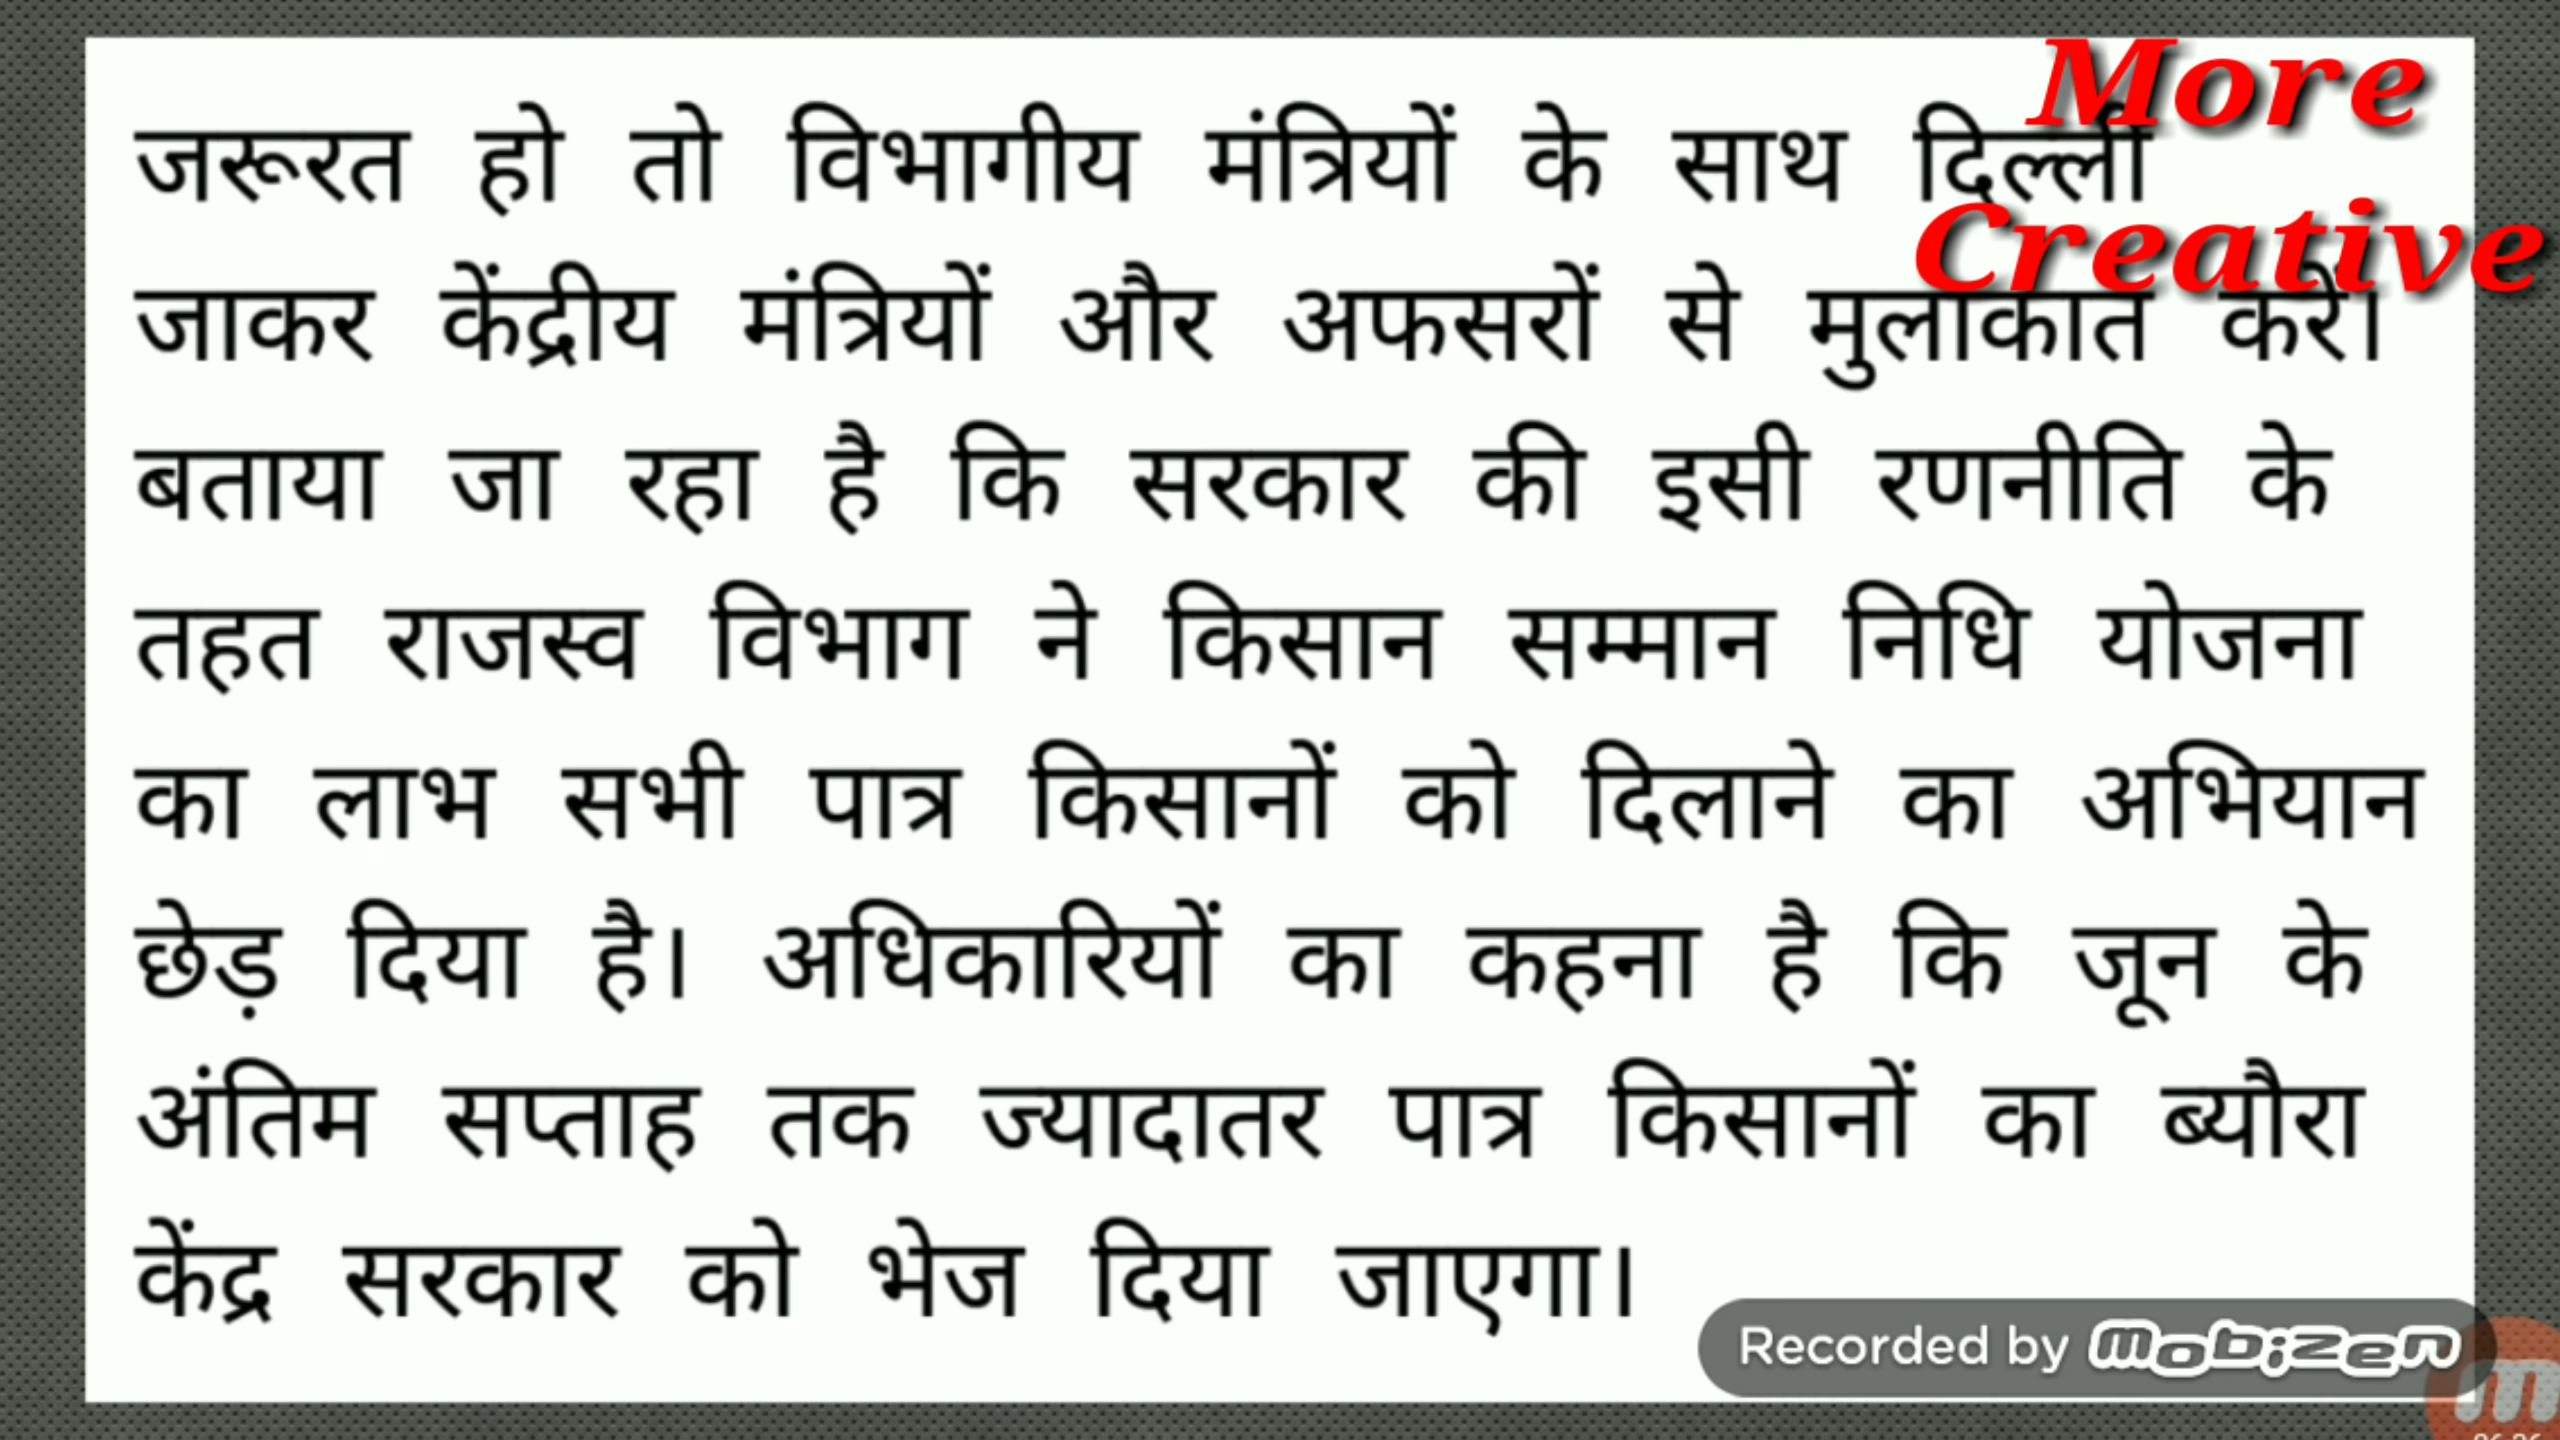 More
जरूरत हो तो विभागीय मंत्रियों के साथ दिल्ली
Creative
जाकर केंद्रीय मंत्रियों और अफसरों से मुलाकात करें।
बताया जा रहा है कि सरकार की इसी रणनीति के
तहत राजस्व विभाग ने किसान सम्मान निधि योजना
का लाभ सभी पात्र किसानों को दिलाने का अभियान
छेड़ दिया है। अधिकारियों का कहना है कि जून के
अंतिम सप्ताह तक ज्यादातर पात्र किसानों का ब्यौरा
केंद्र सरकार को भेज दिया जाएगा।
Recorded by mobizen
m